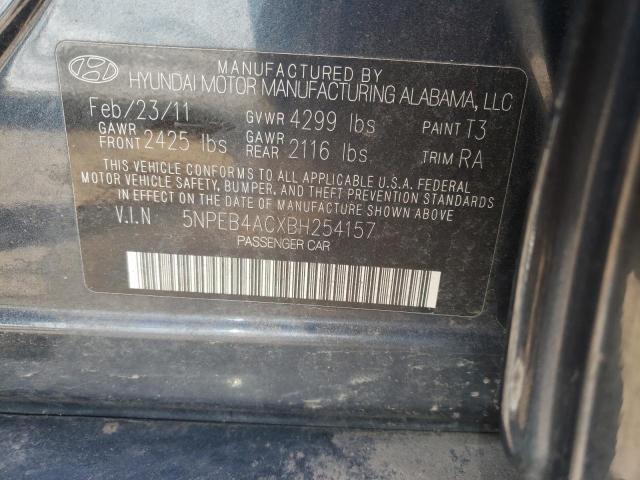 MANUFACTURED BY
HYUNDAI MOTOR MANUFACTURING ALABAMA, LLC
Feb/23/11 GVWR 4299 lbs PAINT T3
GAWR FRONT 2425 lbs GAWR REAR 2116 lbs TRIM RA
THIS VEHICLE CONFORMS TO ALL APPLICABLE U.S.A. FEDERAL
MOTOR VEHICLE SAFETY, BUMPER, AND THEFT PREVENTION STANDARDS
IN EFFECT ON THE DATE OF MANUFACTURE SHOWN ABOVE
V.I.N 5NPEB4ACXBH254157
PASSENGER CAR